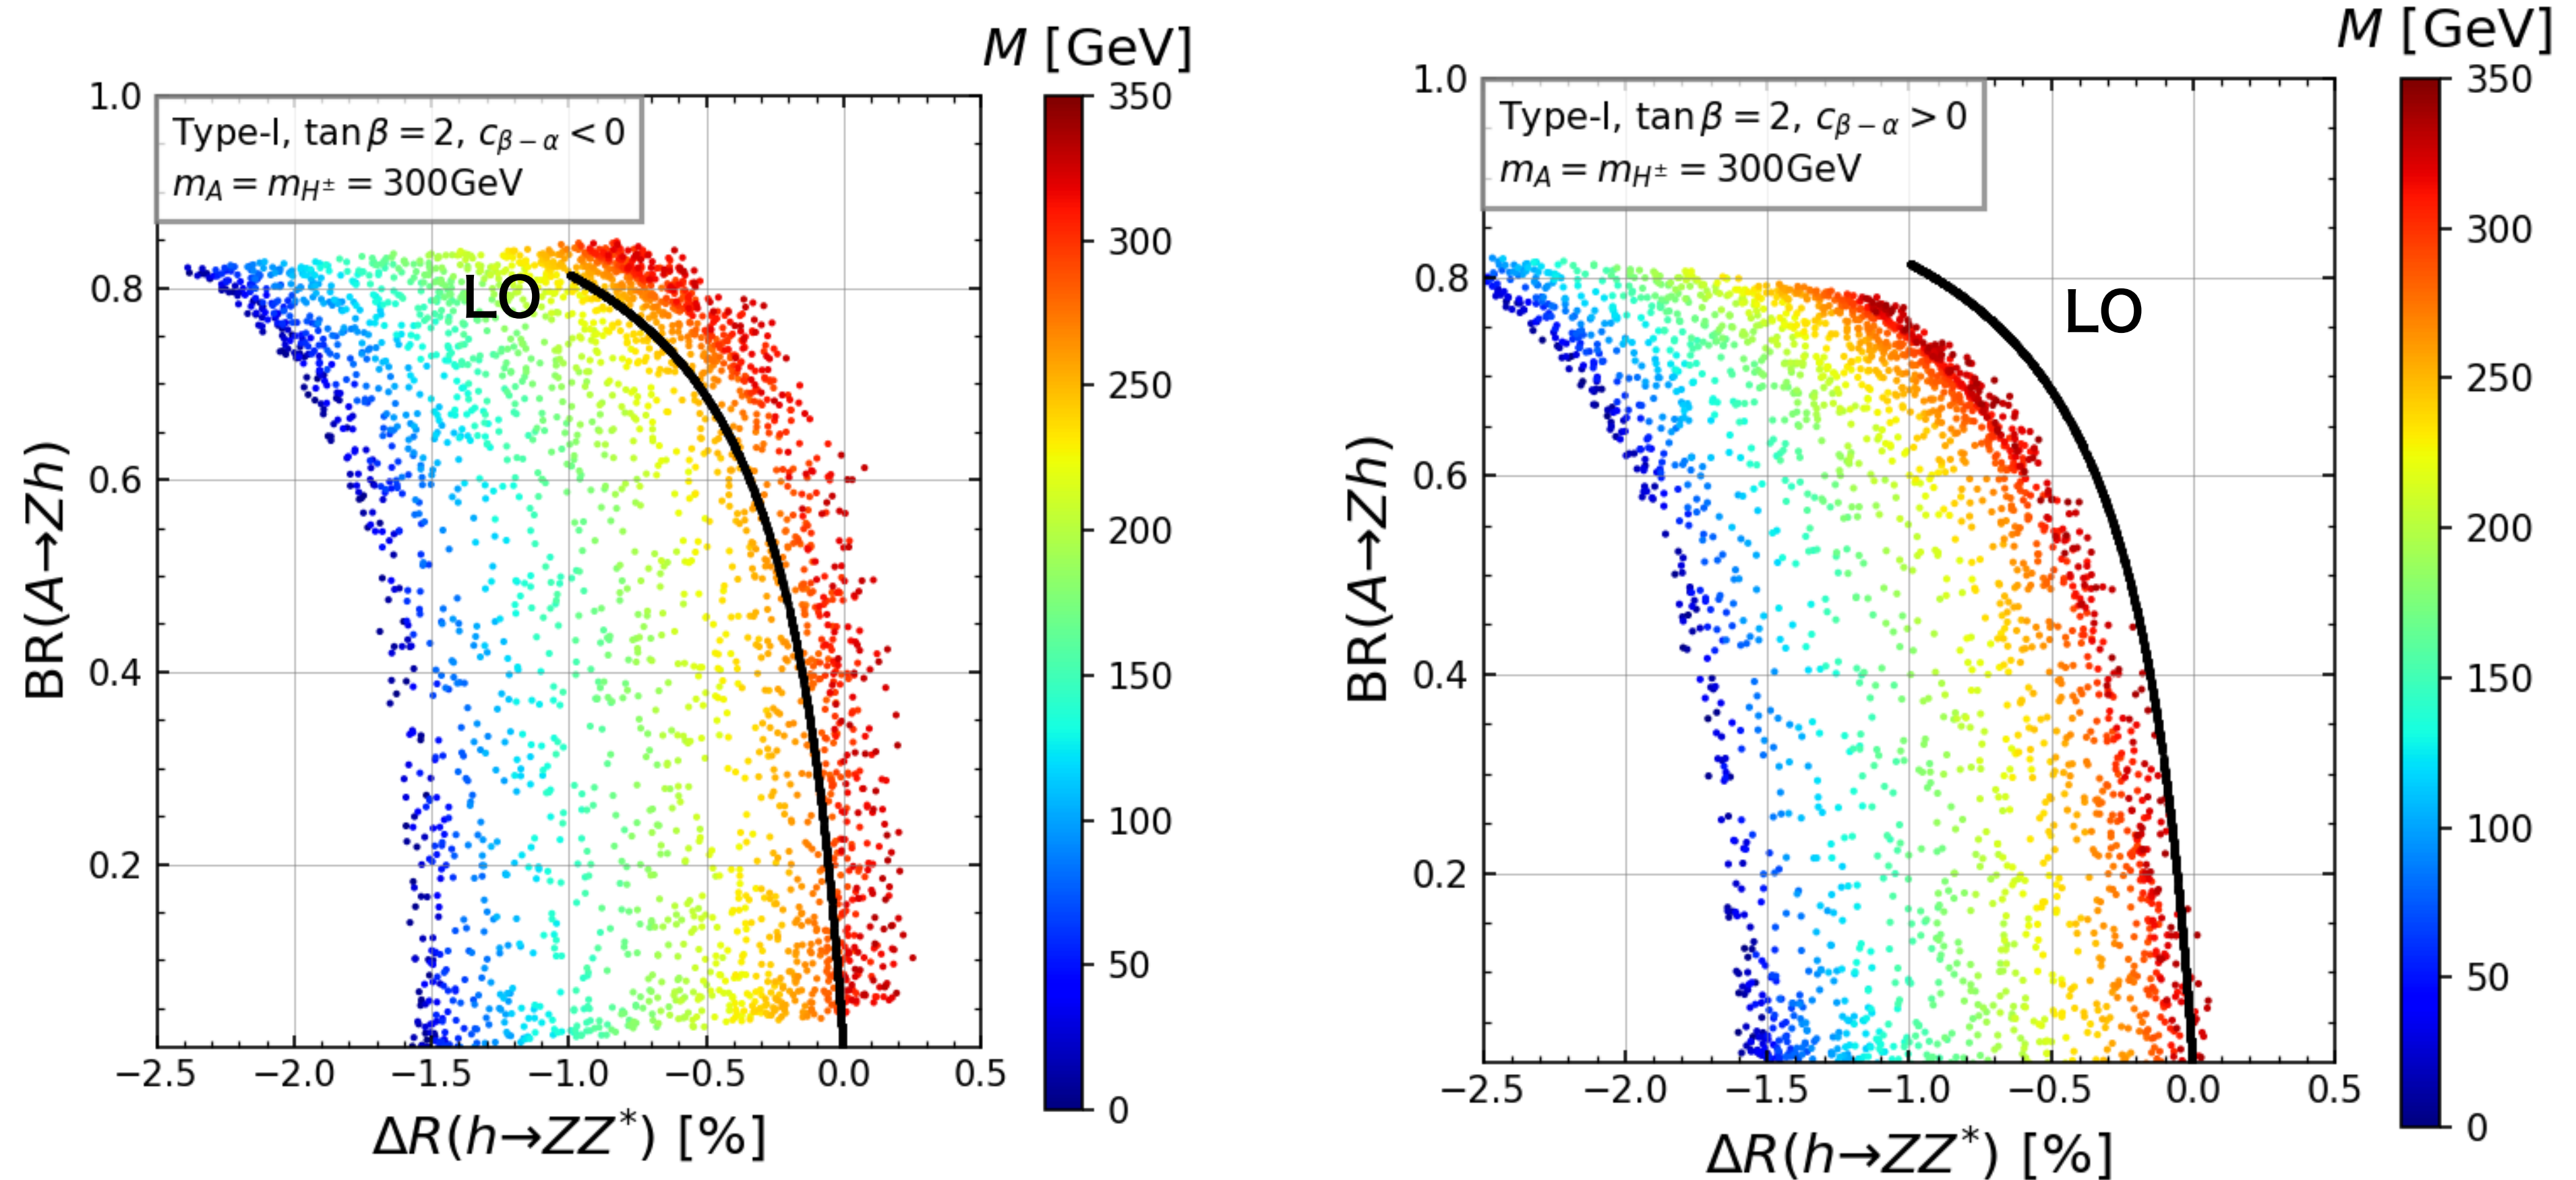 M [GeV]
Type-I, tan β = 2, c_{β−α} < 0
m_A = m_{H^±} = 300GeV
LO
BR(A→Zh)
1.0
0.8
0.6
0.4
0.2
−2.5 −2.0 −1.5 −1.0 −0.5 0.0 0.5
ΔR(h→ZZ*) [%]
350
300
250
200
150
100
50
0
M [GeV]
Type-I, tan β = 2, c_{β−α} > 0
m_A = m_{H^±} = 300GeV
LO
BR(A→Zh)
1.0
0.8
0.6
0.4
0.2
−2.5 −2.0 −1.5 −1.0 −0.5 0.0 0.5
ΔR(h→ZZ*) [%]
350
300
250
200
150
100
50
0